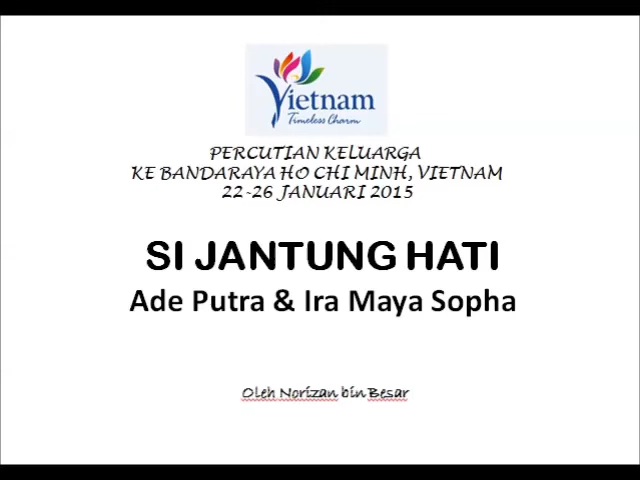 Vietnam
Timeless Charm
PERCUTIAN KELUARGA
KE BANDARAYA HO CHI MINH, VIETNAM
22-26 JANUARI 2015
SI JANTUNG HATI
Ade Putra & Ira Maya Sopha
Oleh Norizan bin Besar